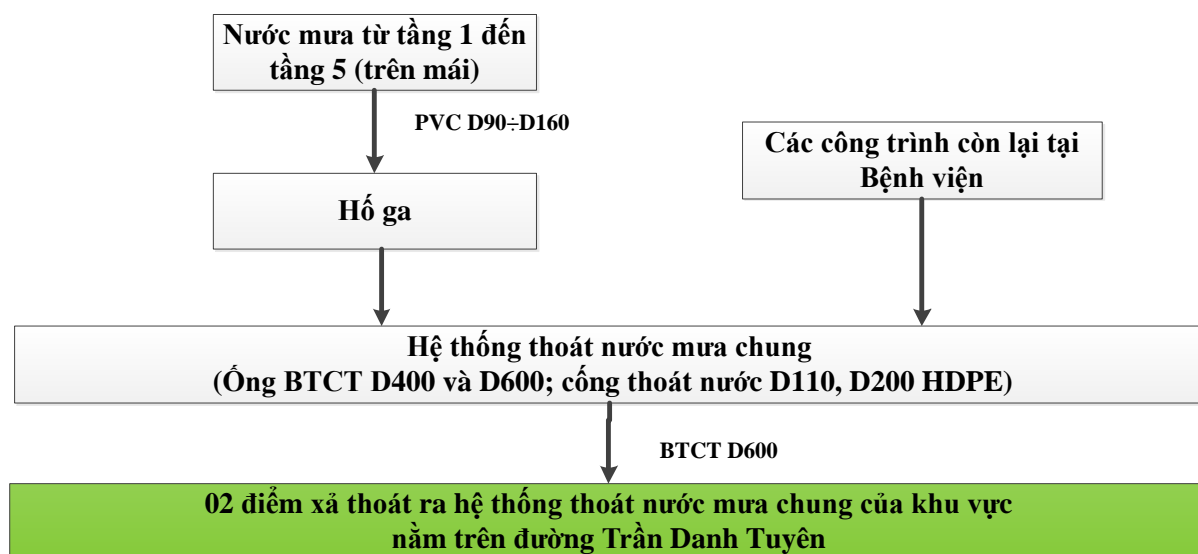 Nước mưa từ tầng 1 đến
tầng 5 (trên mái)
PVC D90÷D160
Các công trình còn lại tại
Bệnh viện
Hố ga
Hệ thống thoát nước mưa chung
(Ống BTCT D400 và D600; cống thoát nước D110, D200 HDPE)
BTCT D600
02 điểm xả thoát ra hệ thống thoát nước mưa chung của khu vực
nằm trên đường Trần Danh Tuyên